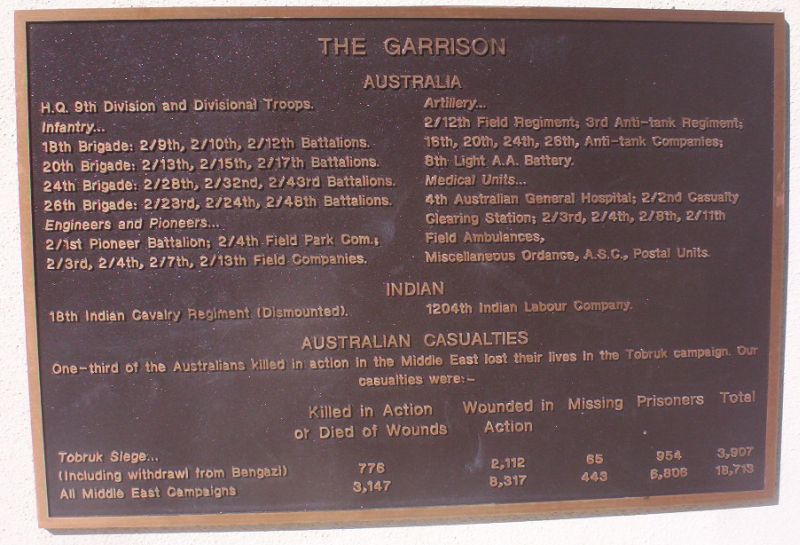 THE GARRISON
AUSTRALIA
H.Q. 9th Division and Divisional Troops.
Infantry...
18th Brigade: 2/9th, 2/10th, 2/12th Battalions.
20th Brigade: 2/13th, 2/15th, 2/17th Battalions.
24th Brigade: 2/28th, 2/32nd, 2/43rd Battalions.
26th Brigade: 2/23rd, 2/24th, 2/48th Battalions.
Engineers and Pioneers...
2/1st Pioneer Battalion; 2/4th Field Park Com.;
2/3rd, 2/4th, 2/7th, 2/13th Field Companies.
Artillery...
2/12th Field Regiment; 3rd Anti-tank Regiment;
16th, 20th, 24th, 26th, Anti-tank Companies;
8th Light A.A. Battery.
Medical Units...
4th Australian General Hospital; 2/2nd Casualty
Clearing Station; 2/3rd, 2/4th, 2/8th, 2/11th
Field Ambulances,
Miscellaneous Ordance, A.S.C., Postal Units.
INDIAN
18th Indian Cavalry Regiment (Dismounted).
1204th Indian Labour Company.
AUSTRALIAN CASUALTIES
One-third of the Australians killed in action in the Middle East lost their lives in the Tobruk campaign. Our
casualties were:-
Killed in Action Wounded in Missing Prisoners Total
or Died of Wounds Action
Tobruk Siege...
(Including withdrawl from Bengazi) 776 2,112 65 954 3,907
All Middle East Campaigns 3,147 8,317 443 6,806 18,713